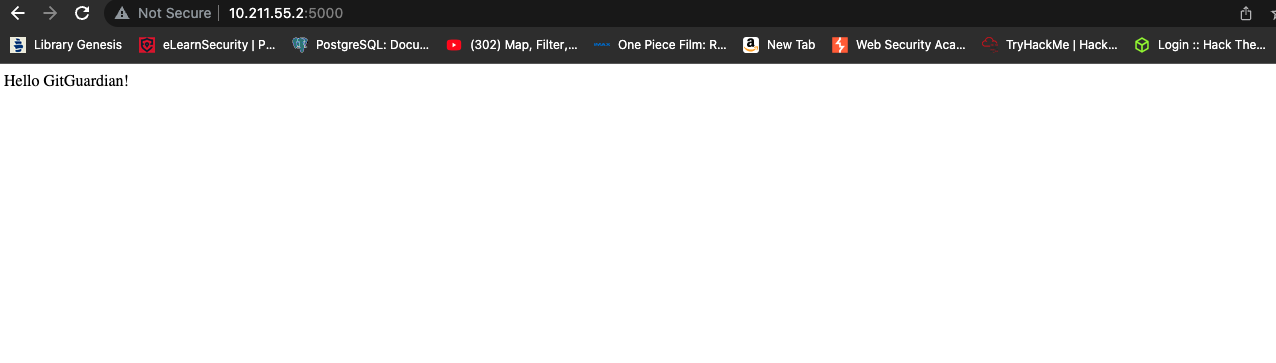 Not Secure 10.211.55.2:5000
Library Genesis eLearnSecurity | P... PostgreSQL: Docu... (302) Map, Filter,... One Piece Film: R... New Tab Web Security Aca... TryHackMe | Hack... Login :: Hack The...
Hello GitGuardian!